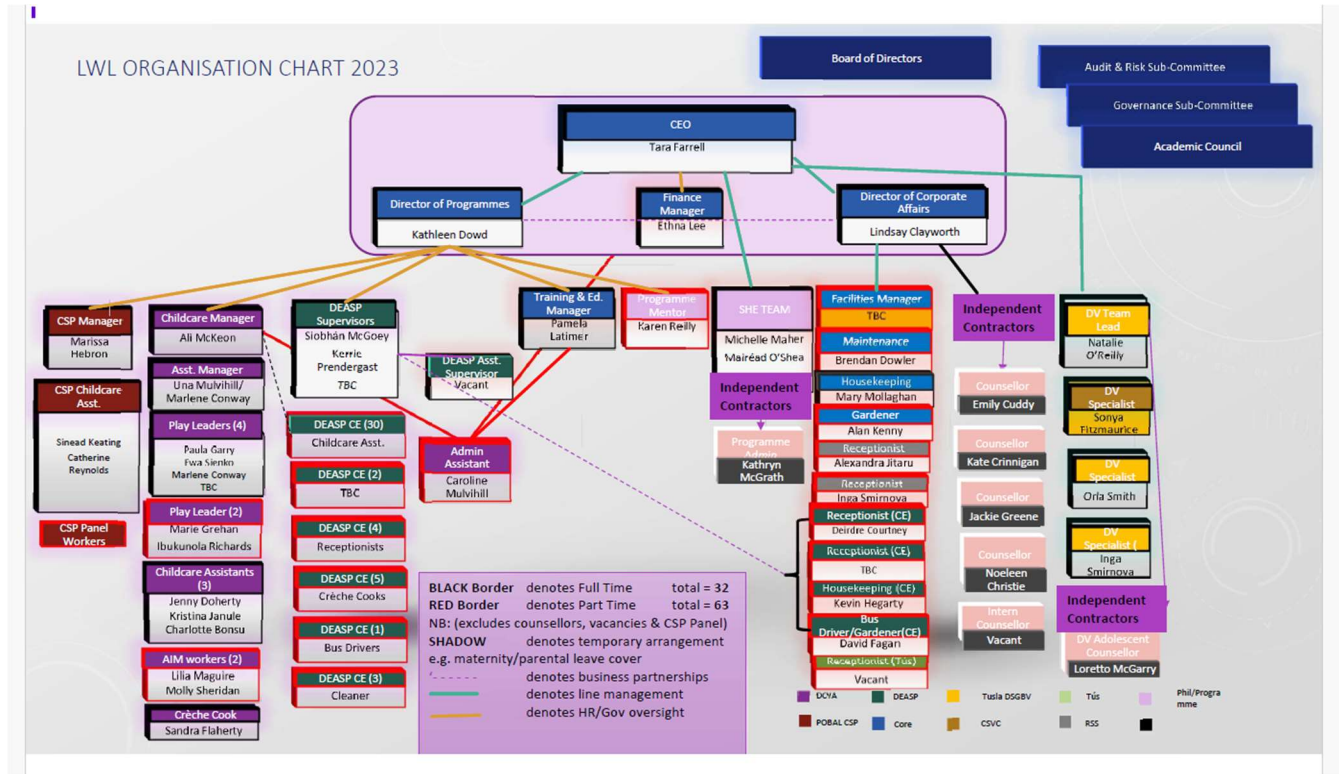 LWL ORGANISATION CHART 2023
Board of Directors
Audit & Risk Sub-Committee
Governance Sub-Committee
Academic Council
CEO
Tara Farrell
Director of Programmes
Kathleen Dowd
Finance
Manager
Ethna Lee
Director of Corporate
Affairs
Lindsay Clayworth
CSP Manager
Marissa
Hebron
CSP Childcare
Asst.
Sinead Keating
Catherine
Reynolds
CSP Panel
Workers
Childcare Manager
Ali McKeon
Asst. Manager
Una Mulvihill/
Marlene Conway
Play Leaders (4)
Paula Garry
Ewa Sienko
Marlene Conway
TBC
Play Leader (2)
Marie Grehan
Ibukunola Richards
Childcare Assistants
(3)
Jenny Doherty
Kristina Janule
Charlotte Bonsu
AIM workers (2)
Lilia Maguire
Molly Sheridan
Crèche Cook
Sandra Flaherty
DEASP
Supervisors
Siobhán McGoey
Kerrie
Prendergast
TBC
DEASP Asst.
Supervisor
Vacant
DEASP CE (30)
Childcare Asst.
DEASP CE (2)
TBC
DEASP CE (4)
Receptionists
DEASP CE (5)
Crèche Cooks
DEASP CE (1)
Bus Drivers
DEASP CE (3)
Cleaner
Admin
Assistant
Caroline
Mulvihill
Training & Ed.
Manager
Pamela
Latimer
Programme
Mentor
Karen Reilly
SHE TEAM
Michelle Maher
Mairéad O'Shea
Independent
Contractors
Programme
Admin
Kathryn
McGrath
Facilities Manager
TBC
Maintenance
Brendan Dowler
Housekeeping
Mary Mollaghan
Gardener
Alan Kenny
Receptionist
Alexandra Jitaru
Receptionist
Inga Smirnova
Receptionist (CE)
Deirdre Courtney
Receptionist (CE)
TBC
Housekeeping (CE)
Kevin Hegarty
Bus
Driver/Gardener(CE)
David Fagan
Receptionist (Tús)
Vacant
Independent
Contractors
Counsellor
Emily Cuddy
Counsellor
Kate Crinnigan
Counsellor
Jackie Greene
Counsellor
Noeleen
Christie
Intern
Counsellor
Vacant
DV Team
Lead
Natalie
O'Reilly
DV
Specialist
Sonya
Fitzmaurice
DV
Specialist
Orla Smith
DV
Specialist (
Inga
Smirnova
Independent
Contractors
DV Adolescent
Counsellor
Loretto McGarry
BLACK Border denotes Full Time total = 32
RED Border denotes Part Time total = 63
NB: (excludes counsellors, vacancies & CSP Panel)
SHADOW denotes temporary arrangement
e.g. maternity/parental leave cover
denotes business partnerships
denotes line management
denotes HR/Gov oversight
DCYA DEASP Tusla DSGBV Tús Phil/Progra
mme
POBAL CSP Core CSVC RSS